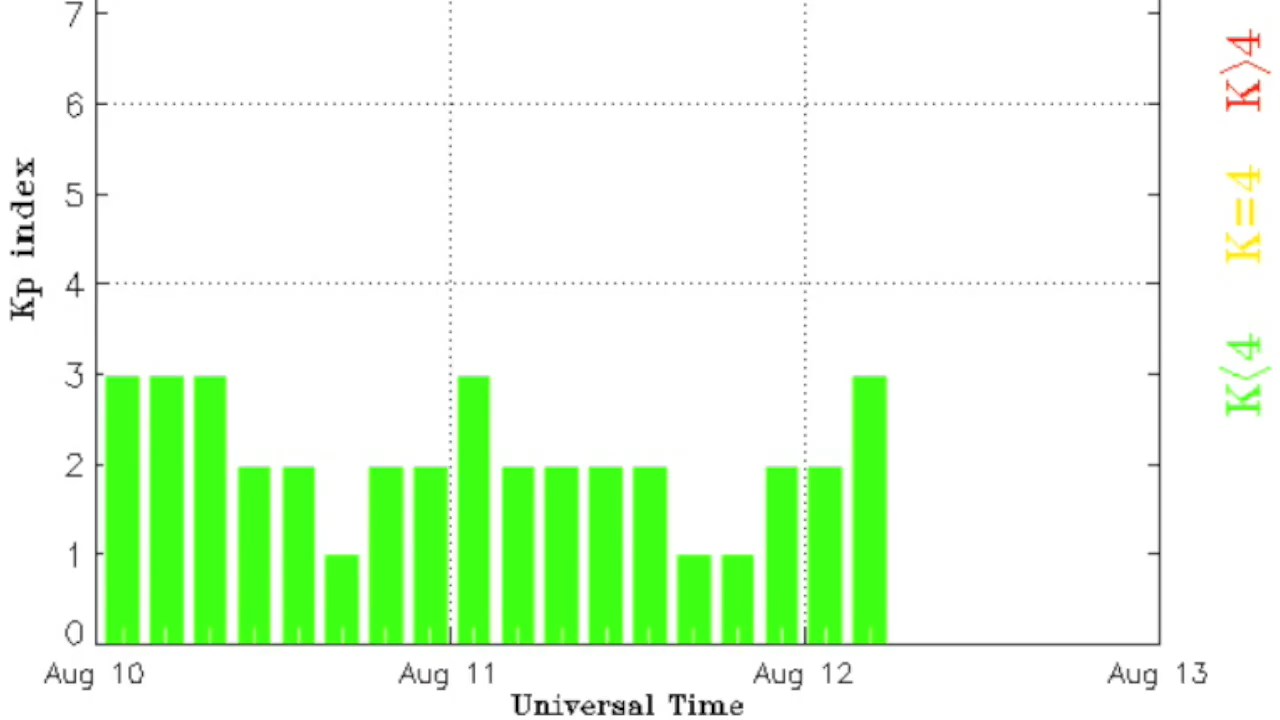 7
6
5
4
3
2
1
0
Kp index
Aug 10
Aug 11
Aug 12
Aug 13
Universal Time
K>4
K=4
K<4